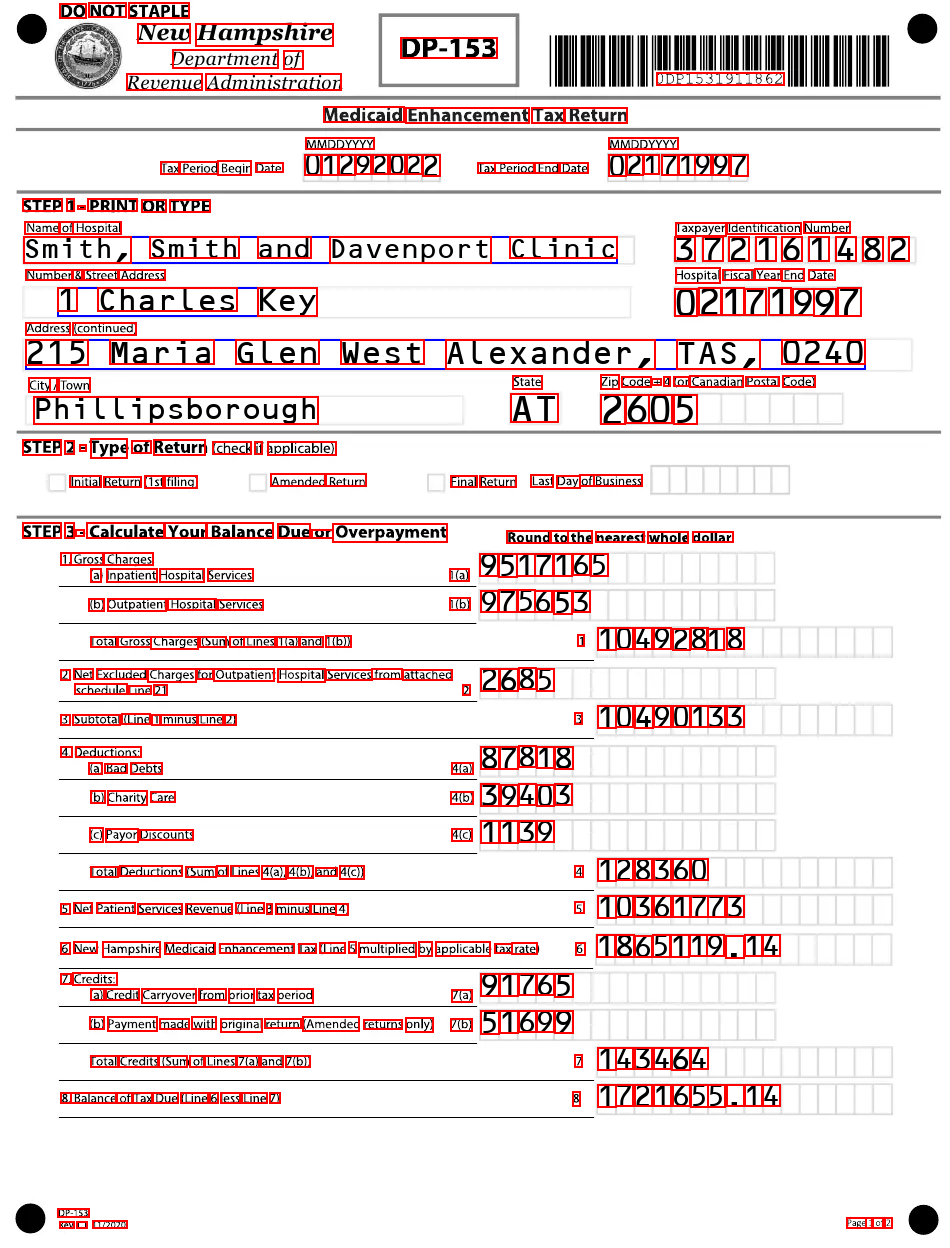 DO NOT STAPLE
New Hampshire
Department of
Revenue Administration
DP-153
0DP1531911862
Medicaid Enhancement Tax Return
MMDDYYYY MMDDYYYY
Tax Period Begin Date 01292022 Tax Period End Date 02171997
STEP 1 - PRINT OR TYPE
Name of Hospital Taxpayer Identification Number
Smith, Smith and Davenport Clinic 372161482
Number & Street Address Hospital Fiscal Year End Date
1 Charles Key 02171997
Address (continued)
215 Maria Glen West Alexander, TAS, 0240
City / Town State Zip Code + 4 (or Canadian Postal Code)
Phillipsborough AT 2605
STEP 2 - Type of Return (check if applicable)
Initial Return (1st filing Amended Return Final Return Last Day of Business
STEP 3 - Calculate Your Balance Due or Overpayment Round to the nearest whole dollar
1. Gross Charges
a) Inpatient Hospital Services 1(a) 9517165
(b) Outpatient Hospital Services 1(b) 975653
Total Gross Charges (Sum of Lines 1(a) and 1(b)) 1 10492818
2. Net Excluded Charges for Outpatient Hospital Services from attached
schedule Line 21 2 2685
3. Subtotal (Line 1 minus Line 2) 3 10490133
4. Deductions:
(a) Bad Debts 4(a) 87818
b) Charity Care 4(b) 39403
(c) Payor Discounts 4(c) 1139
Total Deductions (Sum of Lines 4(a), 4(b), and 4(c)) 4 128360
5. Net Patient Services Revenue (Line 3 minus Line 4) 5 10361773
6. New Hampshire Medicaid Enhancement Tax (Line 5 multiplied by applicable tax rate) 6 1865119.14
7. Credits:
a) Credit Carryover from prior tax period 7(a) 91765
(b) Payment made with original return (Amended returns only) 7(b) 51699
Total Credits (Sum of Lines 7(a) and 7(b)) 7 143464
8. Balance of Tax Due (Line 6 less Line 7) 8 1721655.14
DP-153
Rev 11/2020 Page 1 of 2